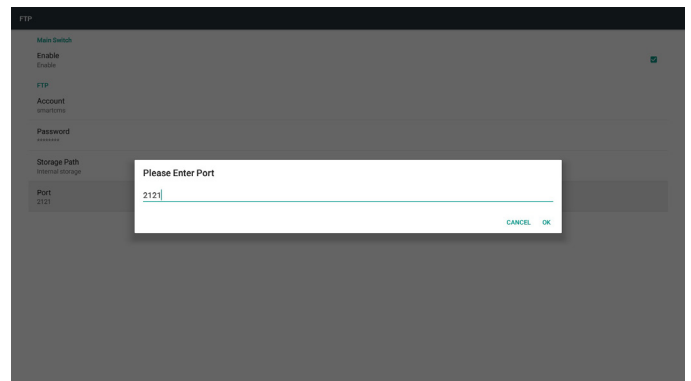 FTP
Main Switch
Enable
Enable
FTP
Account
smartcms
Password
********
Storage Path
Internal storage
Port
2121
Please Enter Port
2121
CANCEL OK